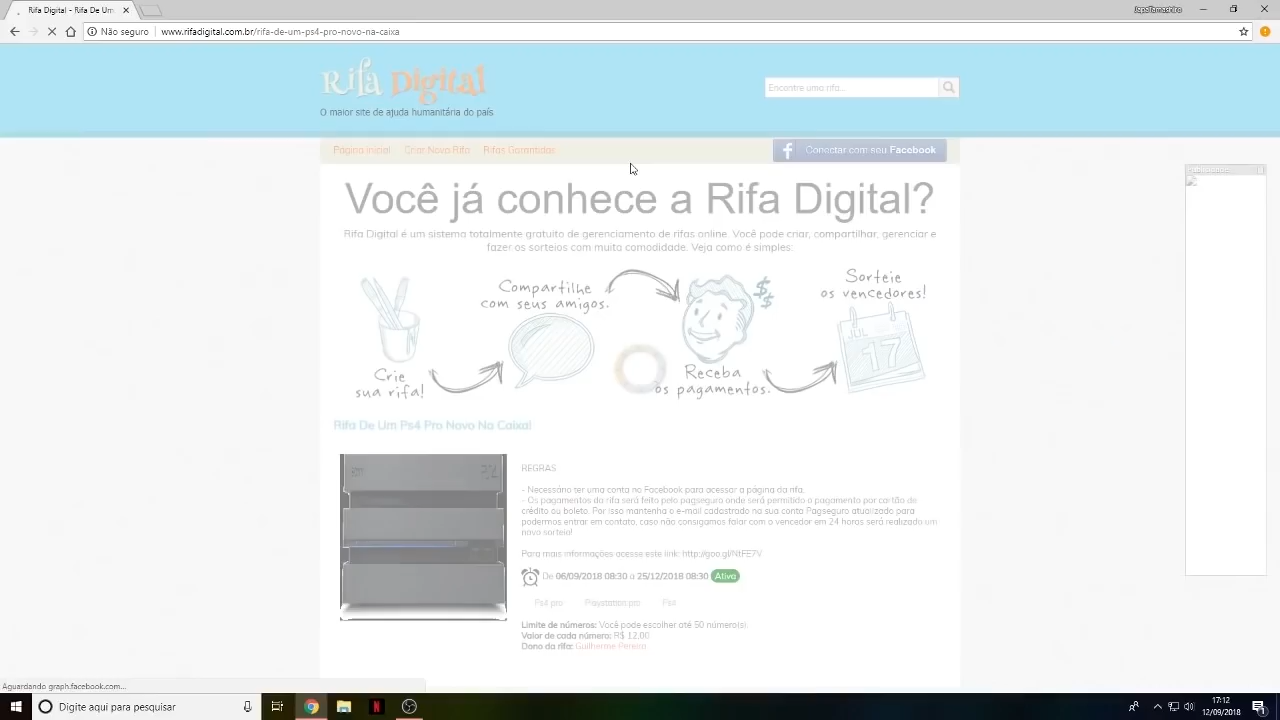 Rifa Digital - Rifa De Um
JapaTomashiro
Não seguro
www.rifadigital.com.br/rifa-de-um-ps4-pro-novo-na-caixa
Rifa Digital
O maior site de ajuda humanitária do país
Encontre uma rifa...
Página Inicial Criar Nova Rifa Rifas Garantidas
Conectar com seu Facebook
Você já conhece a Rifa Digital?
Rifa Digital é um sistema totalmente gratuito de gerenciamento de rifas online. Você pode criar, compartilhar, gerenciar e
fazer os sorteios com muita comodidade. Veja como é simples:
Crie
sua rifa!
Compartilhe
com seus amigos.
$$
Receba
os pagamentos.
Sorteie
os vencedores!
17
Rifa De Um Ps4 Pro Novo Na Caixa!
REGRAS
- Necessário ter uma conta no Facebook para acessar a página da rifa.
- Os pagamentos da rifa será feito pelo pagseguro onde será permitido o pagamento por cartão de
crédito ou boleto. Por isso mantenha o e-mail cadastrado na sua conta Pagseguro atualizado para
podermos entrar em contato, caso não consigamos falar com o vencedor em 24 horas será realizado um
novo sorteio!
Para mais informações acesse este link: http://goo.gl/NtFE7V
De 06/09/2018 08:30 a 25/12/2018 08:30 Ativa
Ps4 pro Playstation pro Ps4
Limite de números: Você pode escolher até 50 número(s).
Valor de cada número: R$ 12,00
Dono da rifa: Guilherme Pereira
Aguardando graph.facebook.com...
Digite aqui para pesquisar
17:12
12/09/2018